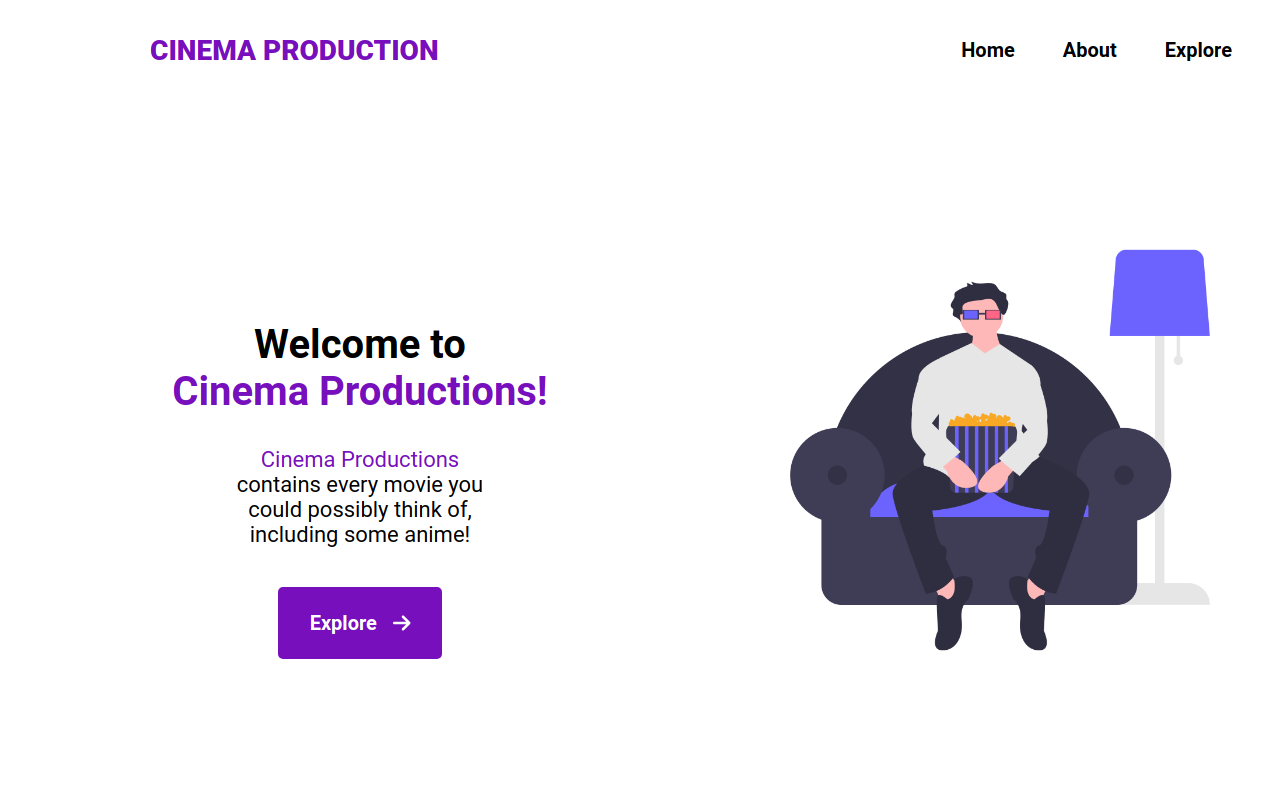 CINEMA PRODUCTION
Home
About
Explore
Welcome to
Cinema Productions!
Cinema Productions
contains every movie you
could possibly think of,
including some anime!
Explore